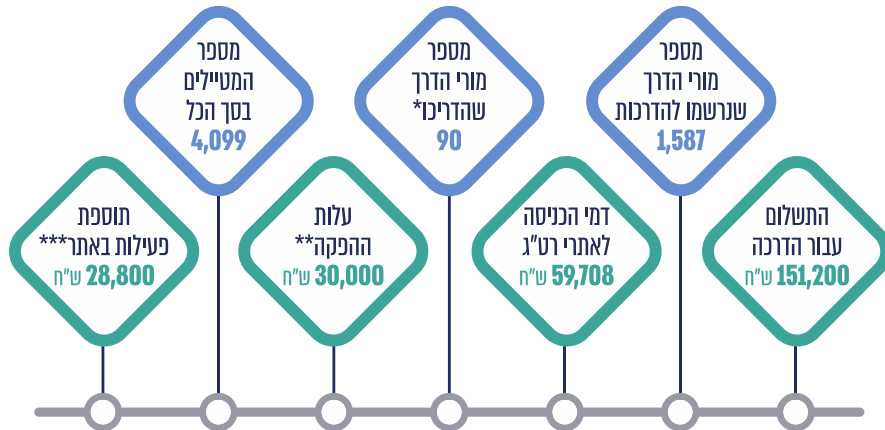 התשלום
עבור הדרכה
151,200 ש"ח
מספר
מורי הדרך
שנרשמו להדרכות
1,587
דמי הכניסה
לאתרי רט"ג
59,708 ש"ח
מספר
מורי הדרך
שהדריכו*
90
עלות
ההפקה**
30,000 ש"ח
מספר
המטיילים
בסך הכל
4,099
תוספת
פעילות באתר***
28,800 ש"ח